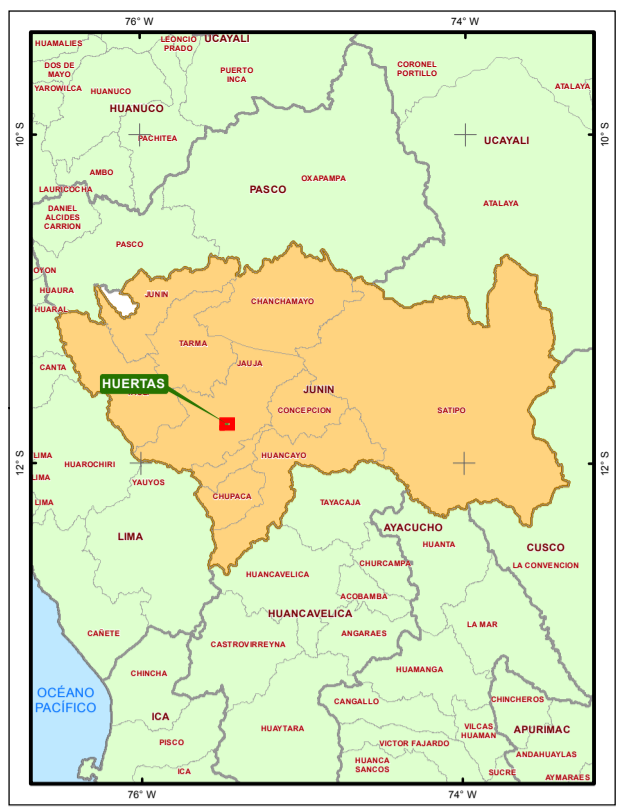 76° W
74° W
HUAMALIES
LEONCIO
PRADO
UCAYALI
DOS DE
MAYO
PUERTO
INCA
CORONEL
PORTILLO
YAROWILCA
HUANUCO
ATALAYA
HUANUCO
10° S
PACHITEA
UCAYALI
10° S
AMBO
LAURICOCHA
PASCO
OXAPAMPA
DANIEL
ALCIDES
CARRION
ATALAYA
PASCO
OYON
HUAURA
JUNIN
HUARAL
CHANCHAMAYO
TARMA
CANTA
JAUJA
HUERTAS
JUNIN
CONCEPCION
SATIPO
LIMA
HUAROCHIRI
HUANCAYO
12° S
12° S
LIMA
YAUYOS
CHUPACA
LIMA
TAYACAJA
LIMA
AYACUCHO
HUANTA
CUSCO
CHURCAMPA
LA CONVENCION
HUANCAVELICA
ACOBAMBA
HUANCAVELICA
LA MAR
CAÑETE
ANGARAES
CASTROVIRREYNA
HUAMANGA
CHINCHA
OCÉANO
PACÍFICO
CANGALLO
CHINCHEROS
ICA
HUAYTARA
VILCAS
HUAMAN
APURIMAC
PISCO
VICTOR FAJARDO
ANDAHUAYLAS
HUANCA
SANCOS
ICA
SUCRE
AYMARAES
76° W
74° W